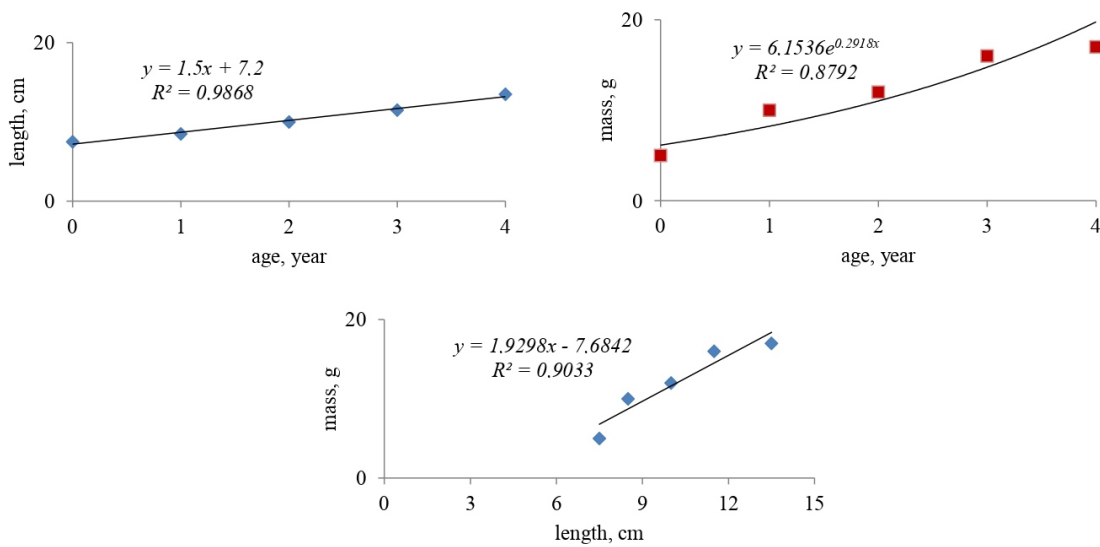 20
y = 1.5x + 7.2
R² = 0.9868
length, cm
0
0 1 2 3 4
age, year
20
y = 6.1536e^0.2918x
R² = 0.8792
mass, g
0
0 1 2 3 4
age, year
20
y = 1.9298x - 7.6842
R² = 0.9033
mass, g
0
0 3 6 9 12 15
length, cm